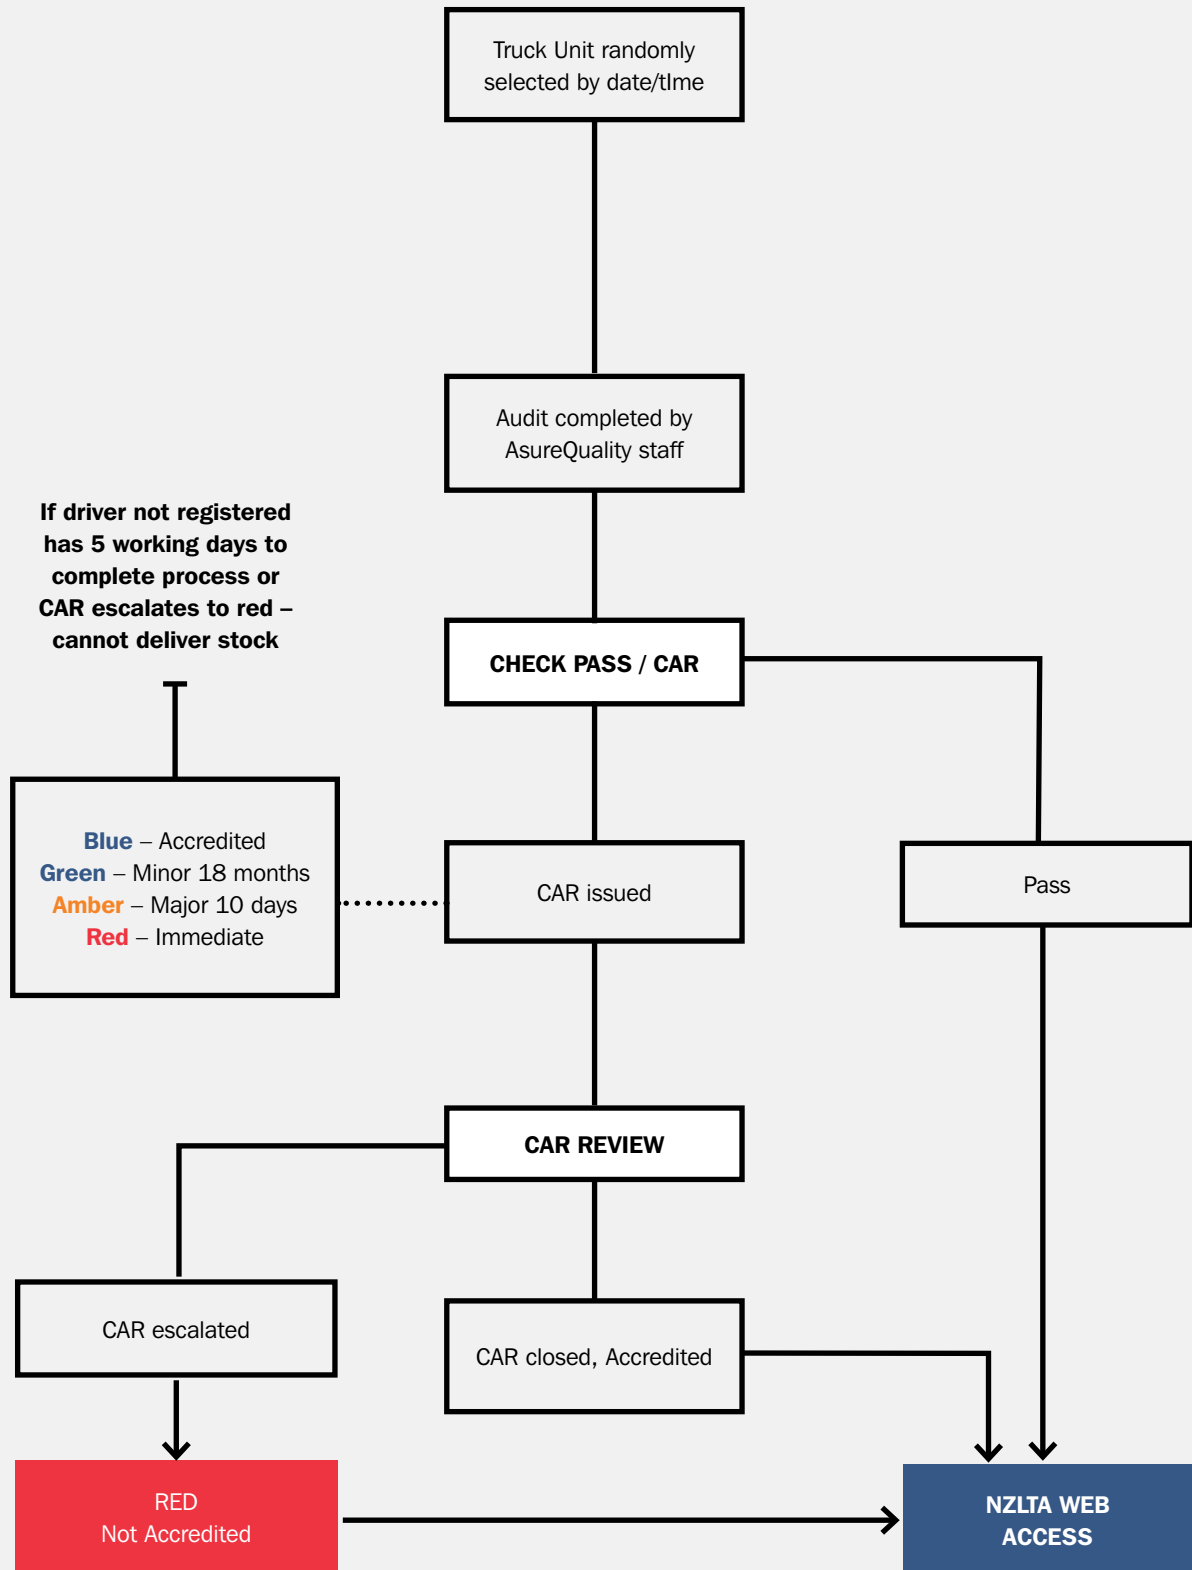 Truck Unit randomly
selected by date/tIme
Audit completed by
AsureQuality staff
If driver not registered
has 5 working days to
complete process or
CAR escalates to red –
cannot deliver stock
CHECK PASS / CAR
Blue – Accredited
Green – Minor 18 months
Amber – Major 10 days
Red – Immediate
CAR issued
Pass
CAR REVIEW
CAR escalated
CAR closed, Accredited
RED
Not Accredited
NZLTA WEB
ACCESS